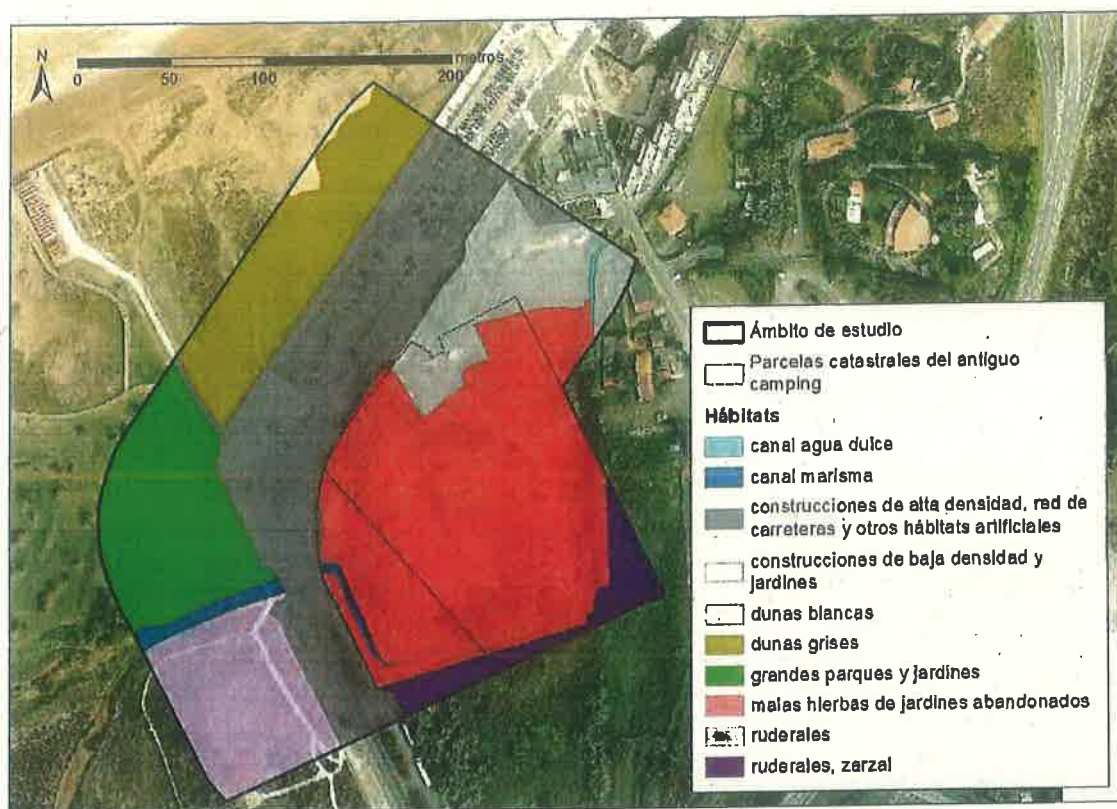 N
metros
0 50 100 200
Ámbito de estudio
Parcelas catastrales del antiguo
camping
Hábitats
canal agua dulce
canal marisma
construcciones de alta densidad, red de
carreteras y otros hábitats artificiales
construcciones de baja densidad y
jardines
dunas blancas
dunas grises
grandes parques y jardines
malas hierbas de jardines abandonados
ruderales
ruderales, zarzal